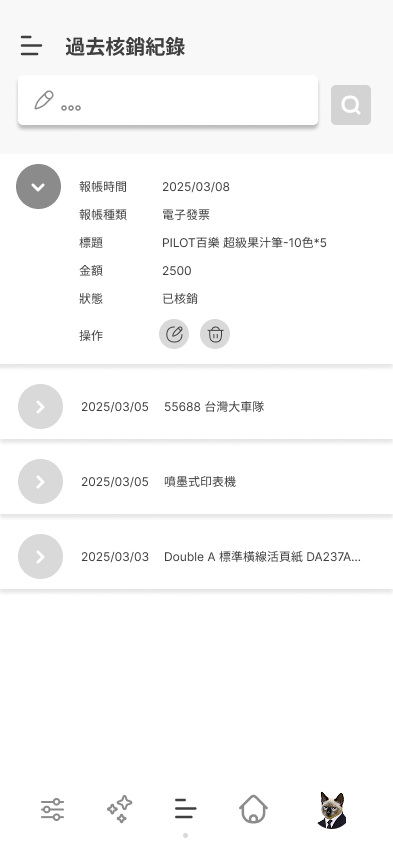 過去核銷紀錄
報帳時間 2025/03/08
報帳種類 電子發票
標題 PILOT百樂 超級果汁筆-10色*5
金額 2500
狀態 已核銷
操作
2025/03/05 55688 台灣大車隊
2025/03/05 噴墨式印表機
2025/03/03 Double A 標準橫線活頁紙 DA237A...